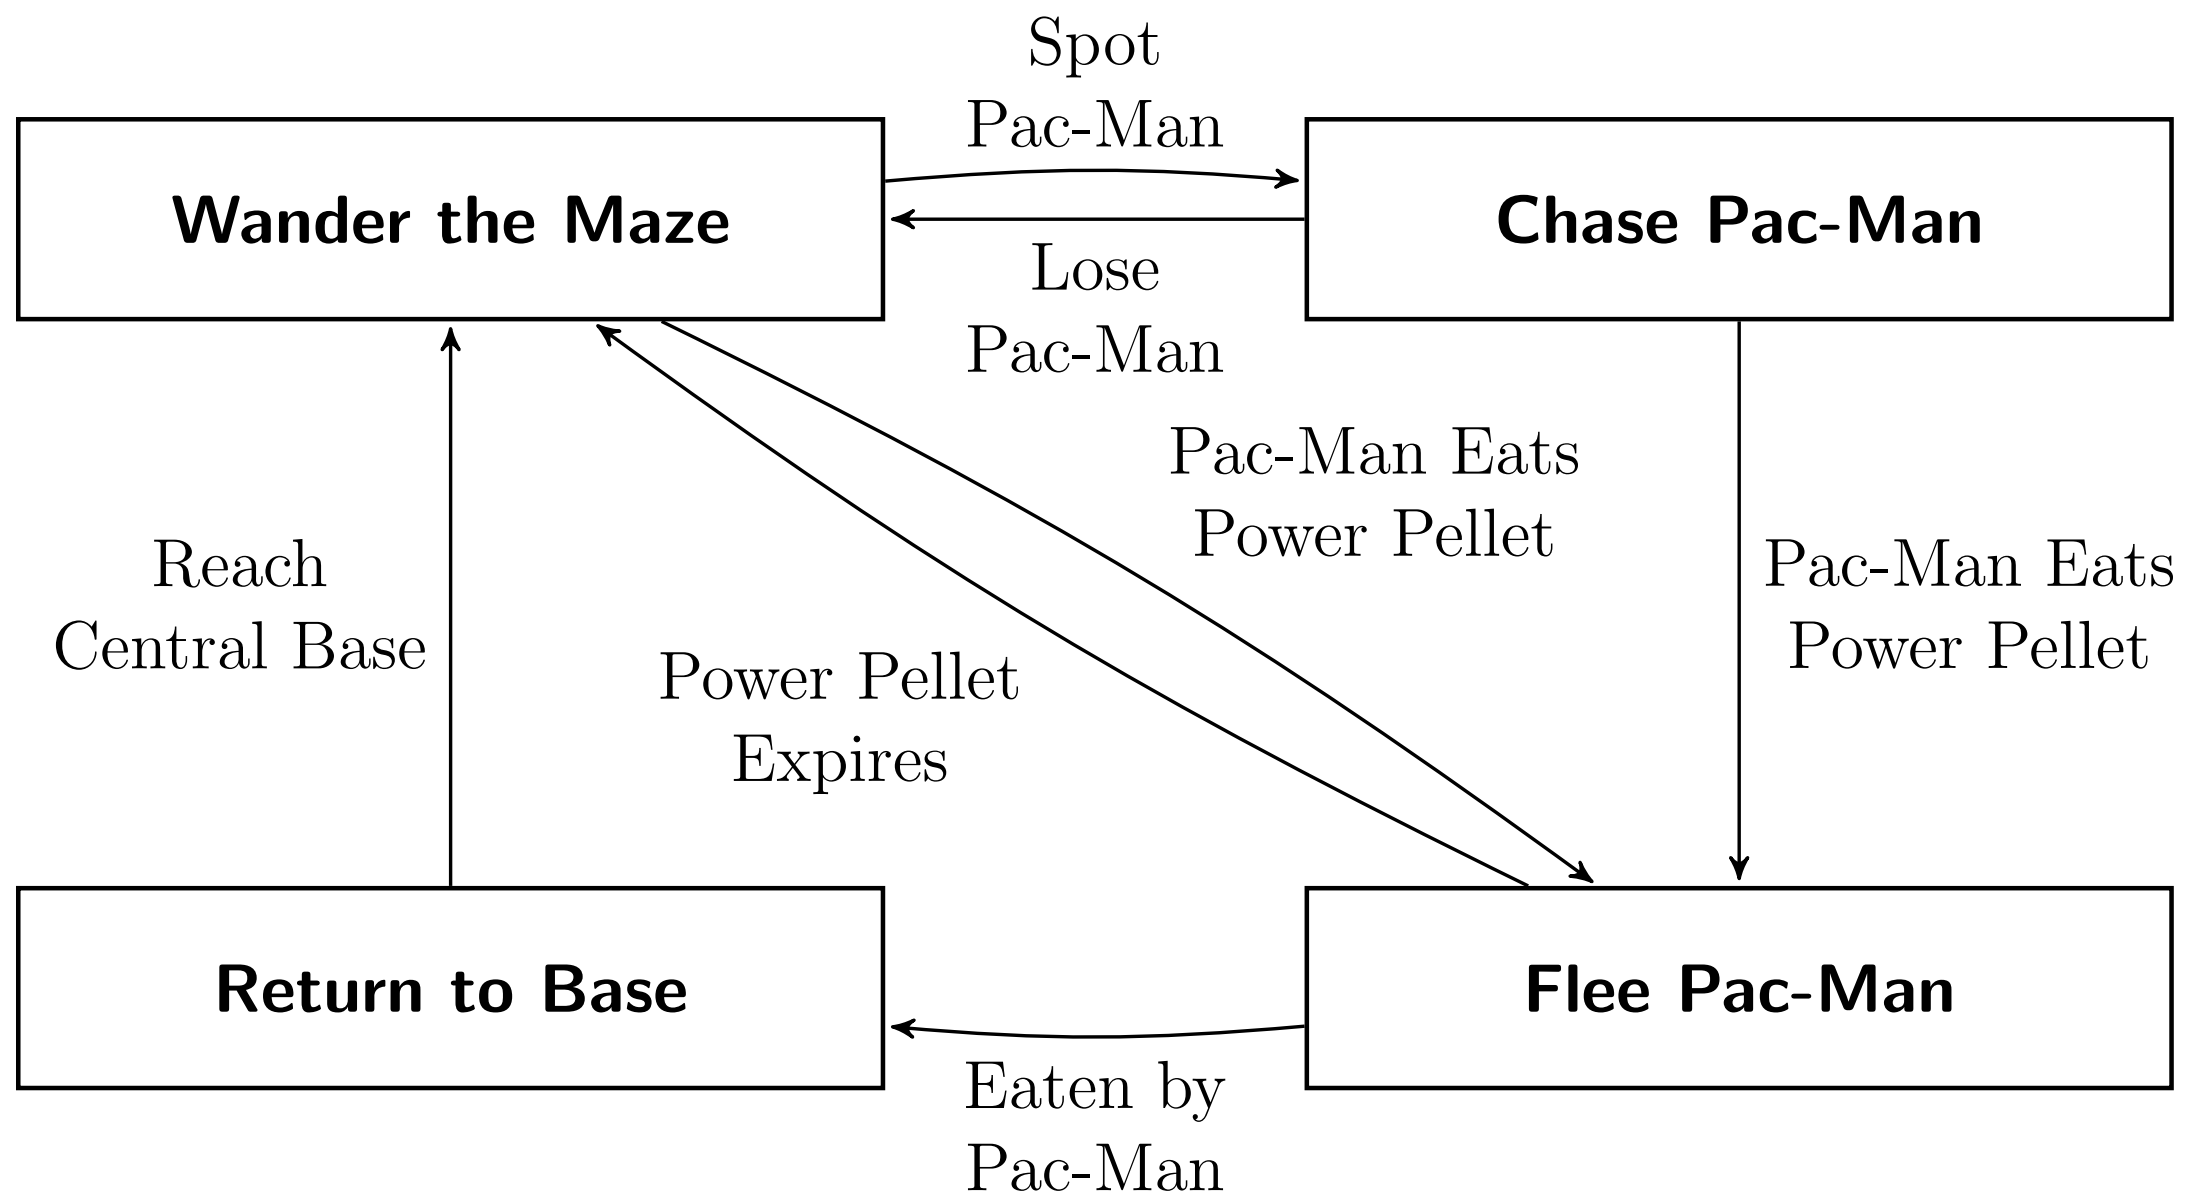 Spot
Pac-Man
Wander the Maze
Chase Pac-Man
Lose
Pac-Man
Pac-Man Eats
Power Pellet
Reach
Central Base
Pac-Man Eats
Power Pellet
Power Pellet
Expires
Return to Base
Flee Pac-Man
Eaten by
Pac-Man